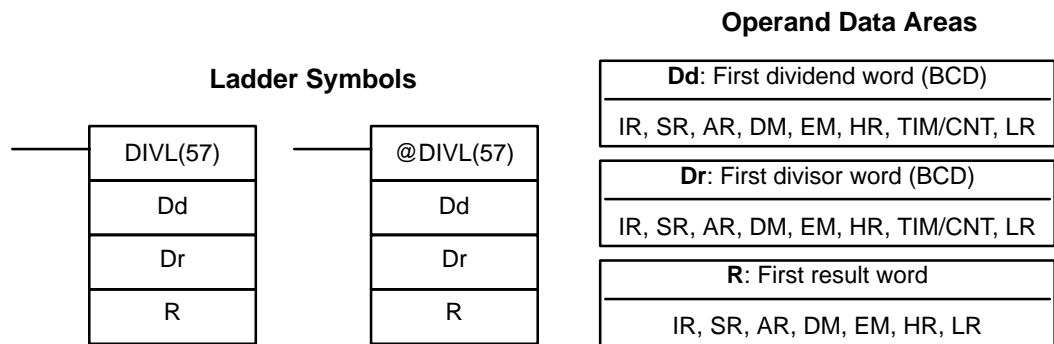 Operand Data Areas
Ladder Symbols
DIVL(57)
Dd
Dr
R
@DIVL(57)
Dd
Dr
R
Dd: First dividend word (BCD)
IR, SR, AR, DM, EM, HR, TIM/CNT, LR
Dr: First divisor word (BCD)
IR, SR, AR, DM, EM, HR, TIM/CNT, LR
R: First result word
IR, SR, AR, DM, EM, HR, LR